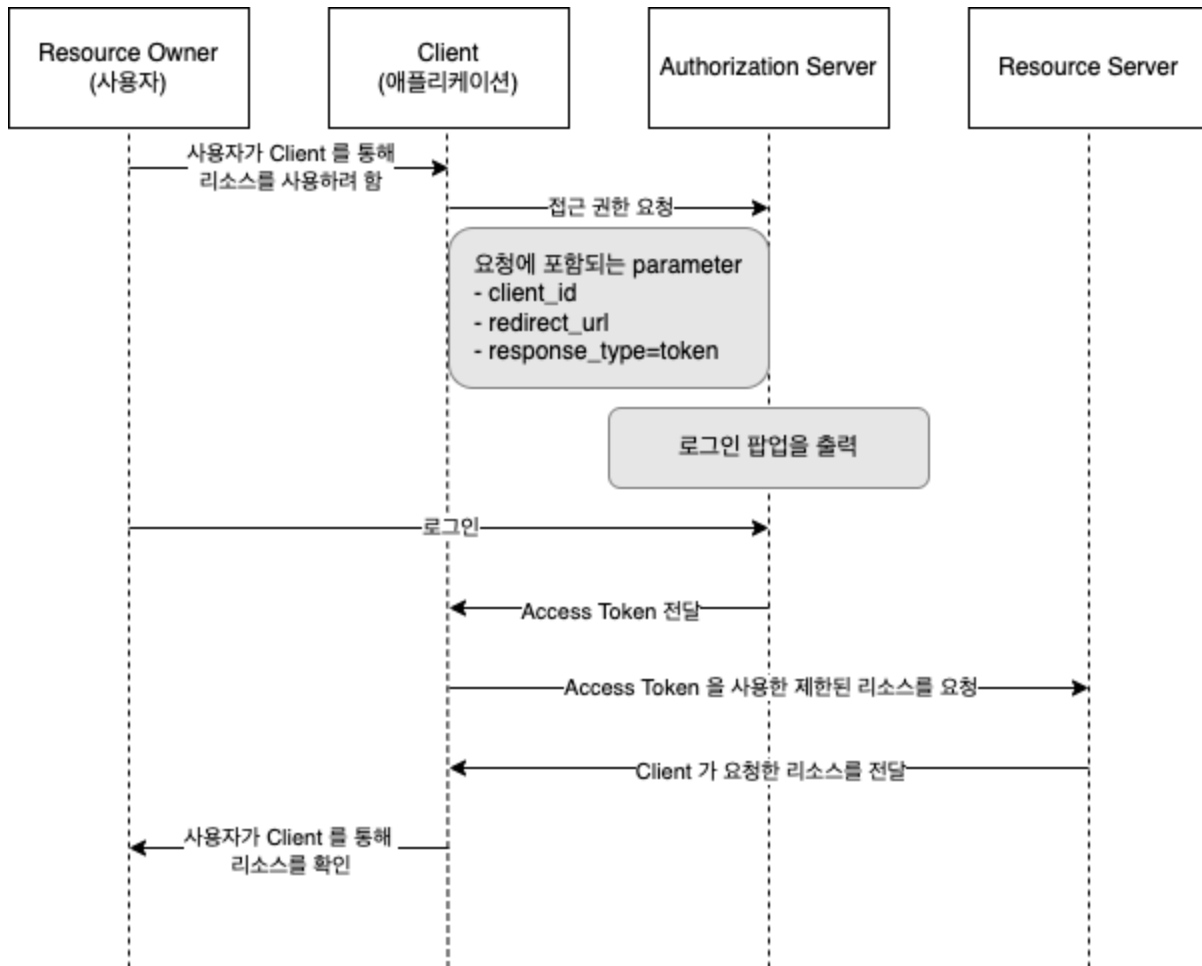 Resource Owner
(사용자)
Client
(애플리케이션)
Authorization Server
Resource Server
사용자가 Client 를 통해
리소스를 사용하려 함
접근 권한 요청
요청에 포함되는 parameter
- client_id
- redirect_url
- response_type=token
로그인 팝업을 출력
로그인
Access Token 전달
Access Token 을 사용한 제한된 리소스를 요청
Client 가 요청한 리소스를 전달
사용자가 Client 를 통해
리소스를 확인